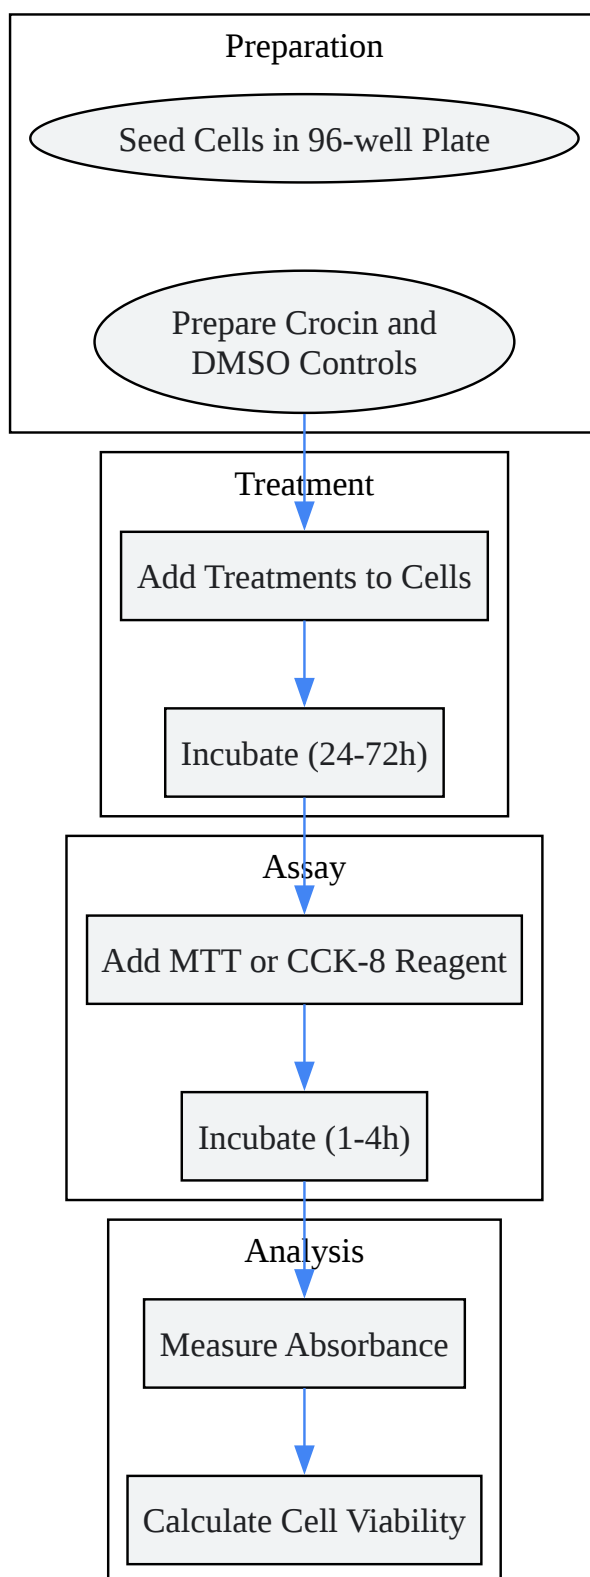 Preparation
Seed Cells in 96-well Plate
Prepare Crocin and
DMSO Controls
Treatment
Add Treatments to Cells
Incubate (24-72h)
Assay
Add MTT or CCK-8 Reagent
Incubate (1-4h)
Analysis
Measure Absorbance
Calculate Cell Viability